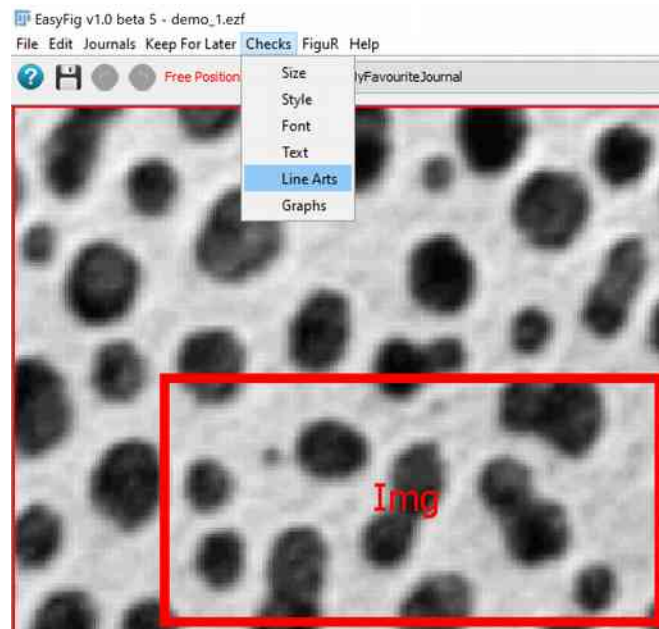 EasyFig v1.0 beta 5 - demo_1.ezf
File Edit Journals Keep For Later Checks FiguR Help
Free Position
yFavouriteJournal
Size
Style
Font
Text
Line Arts
Graphs
Img